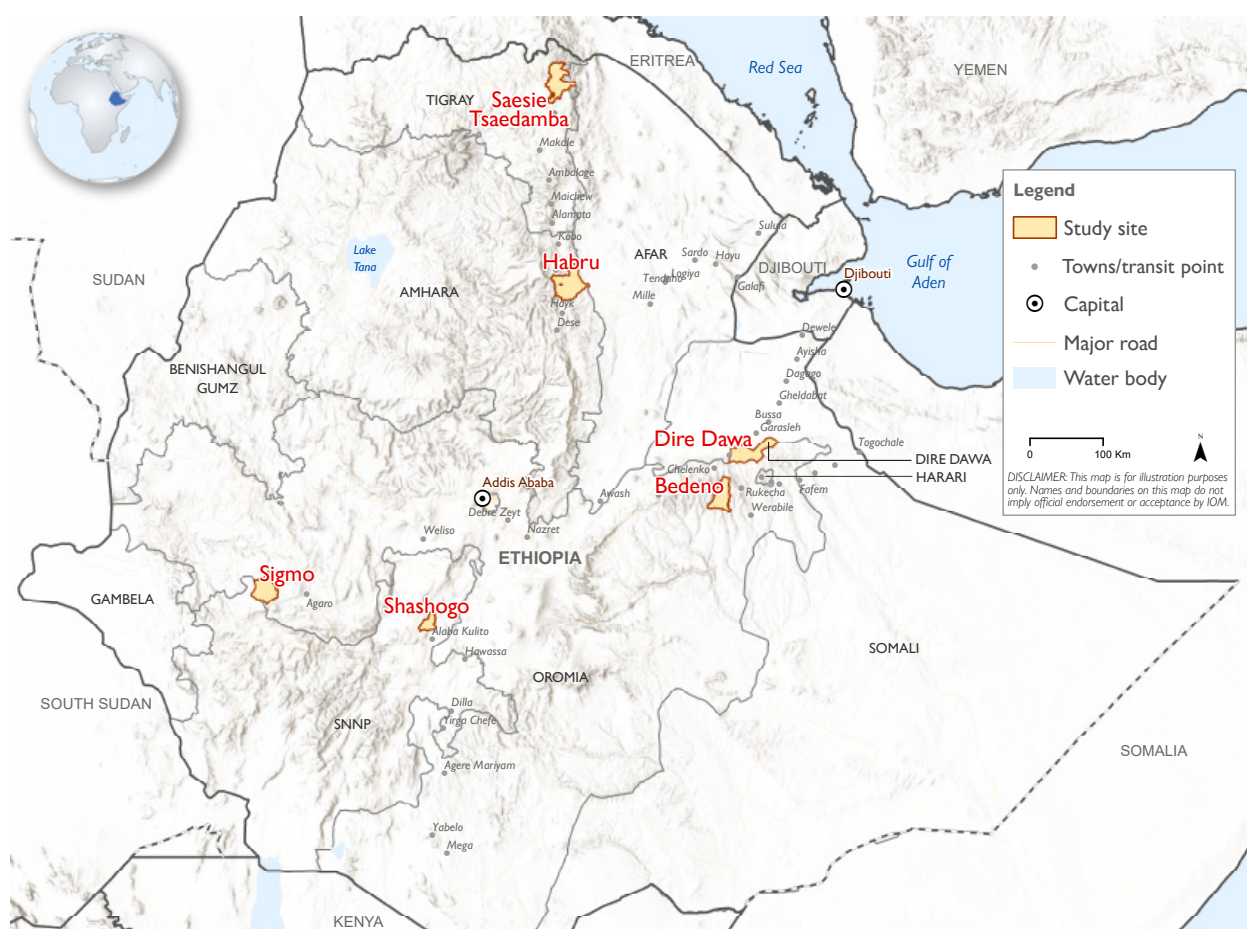 ERITREA
Red Sea
YEMEN
TIGRAY
Saesie
Tsaedamba
Makale
Ambalage
Maichew
Alamata
Kobo
Habru
Hayk
Dese
AFAR
Suluta
Sardo
Hayu
Logiya
Tendaho
Mille
Galafi
DJIBOUTI
Djibouti
Gulf of
Aden
SUDAN
Lake
Tana
AMHARA
BENISHANGUL
GUMZ
Dewele
Ayisha
Dagago
Gheldabat
Bussa
Garasleh
Dire Dawa
Togochale
DIRE DAWA
HARARI
Chelenko
Bedeno
Rukecha
Fafem
Werabile
Addis Ababa
Awash
Debre Zeyt
Nazret
Weliso
ETHIOPIA
Sigmo
Agaro
GAMBELA
Shashogo
Alaba Kulito
Hawassa
OROMIA
SOMALI
SOUTH SUDAN
SNNP
Dilla
Yirga Chefe
Agere Mariyam
SOMALIA
Yabelo
Mega
KENYA
Legend
Study site
Towns/transit point
Capital
Major road
Water body
0 100 Km
N
DISCLAIMER: This map is for illustration purposes
only. Names and boundaries on this map do not
imply official endorsement or acceptance by IOM.